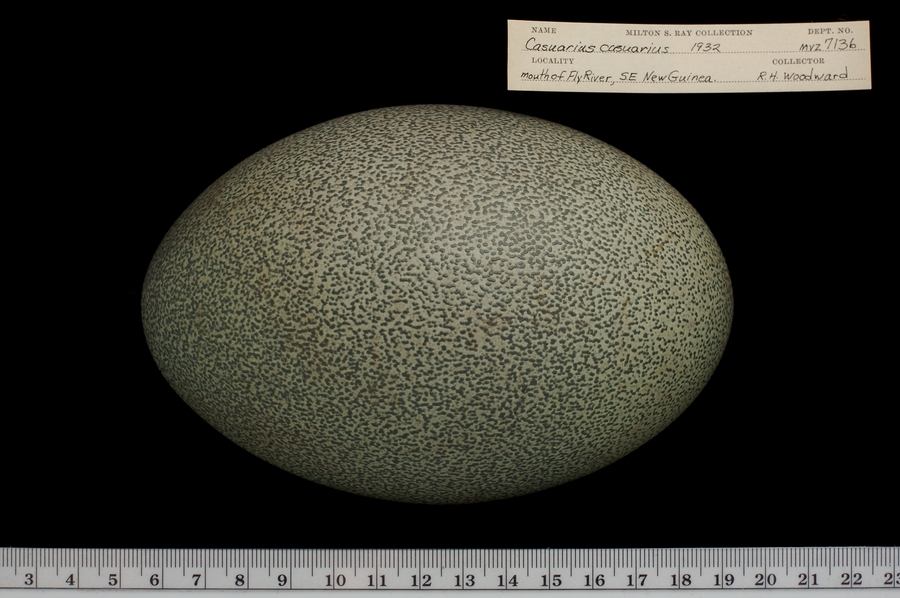 NAME MILTON S. RAY COLLECTION DEPT. NO.
Casuarius casuarius 1932 MVZ 7136
LOCALITY COLLECTOR
mouth of Fly River, SE New Guinea. R.H. Woodward
3 4 5 6 7 8 9 10 11 12 13 14 15 16 17 18 19 20 21 22 23